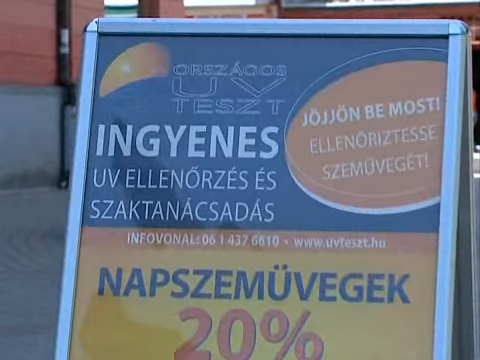 ORSZÁGOS
UV
TESZT
INGYENES
UV ELLENŐRZÉS ÉS
SZAKTANÁCSADÁS
JÖJJÖN BE MOST!
ELLENŐRIZTESSE
SZEMÜVEGÉT!
INFOVONAL: 06 1 437 6610 • www.uvteszt.hu
NAPSZEMÜVEGEK
20%